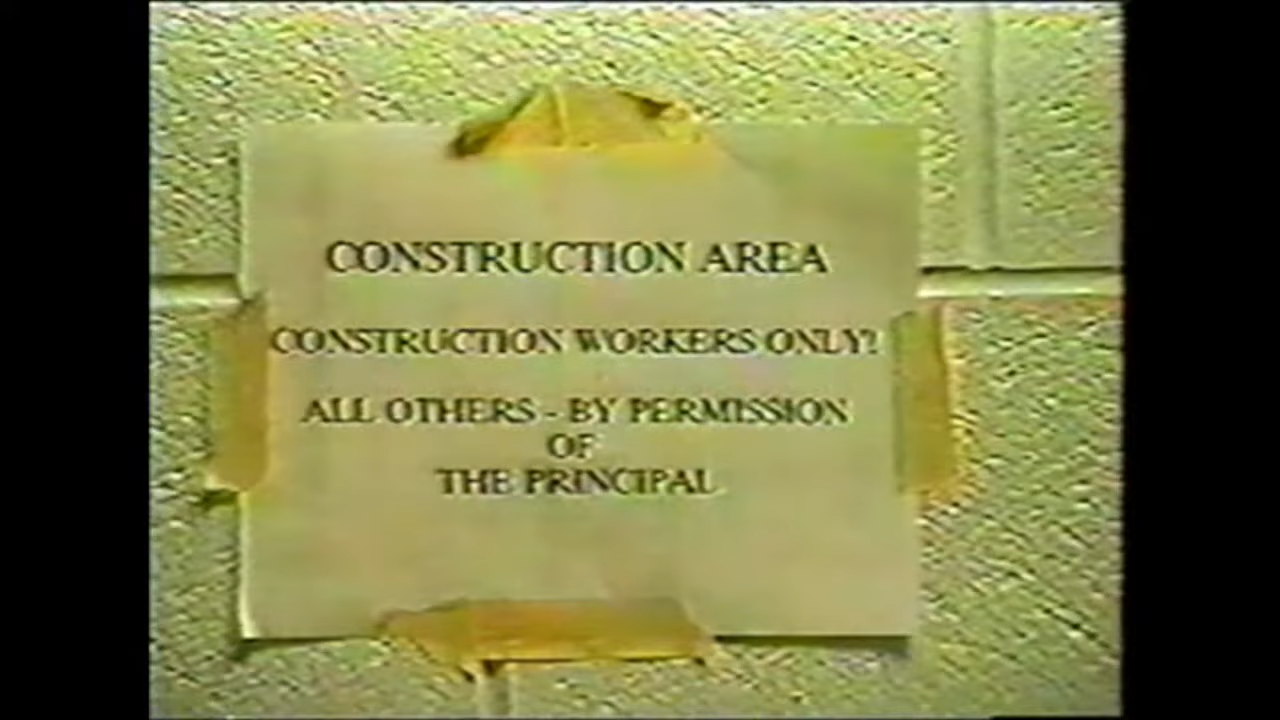 CONSTRUCTION AREA
CONSTRUCTION WORKERS ONLY!
ALL OTHERS - BY PERMISSION
OF
THE PRINCIPAL